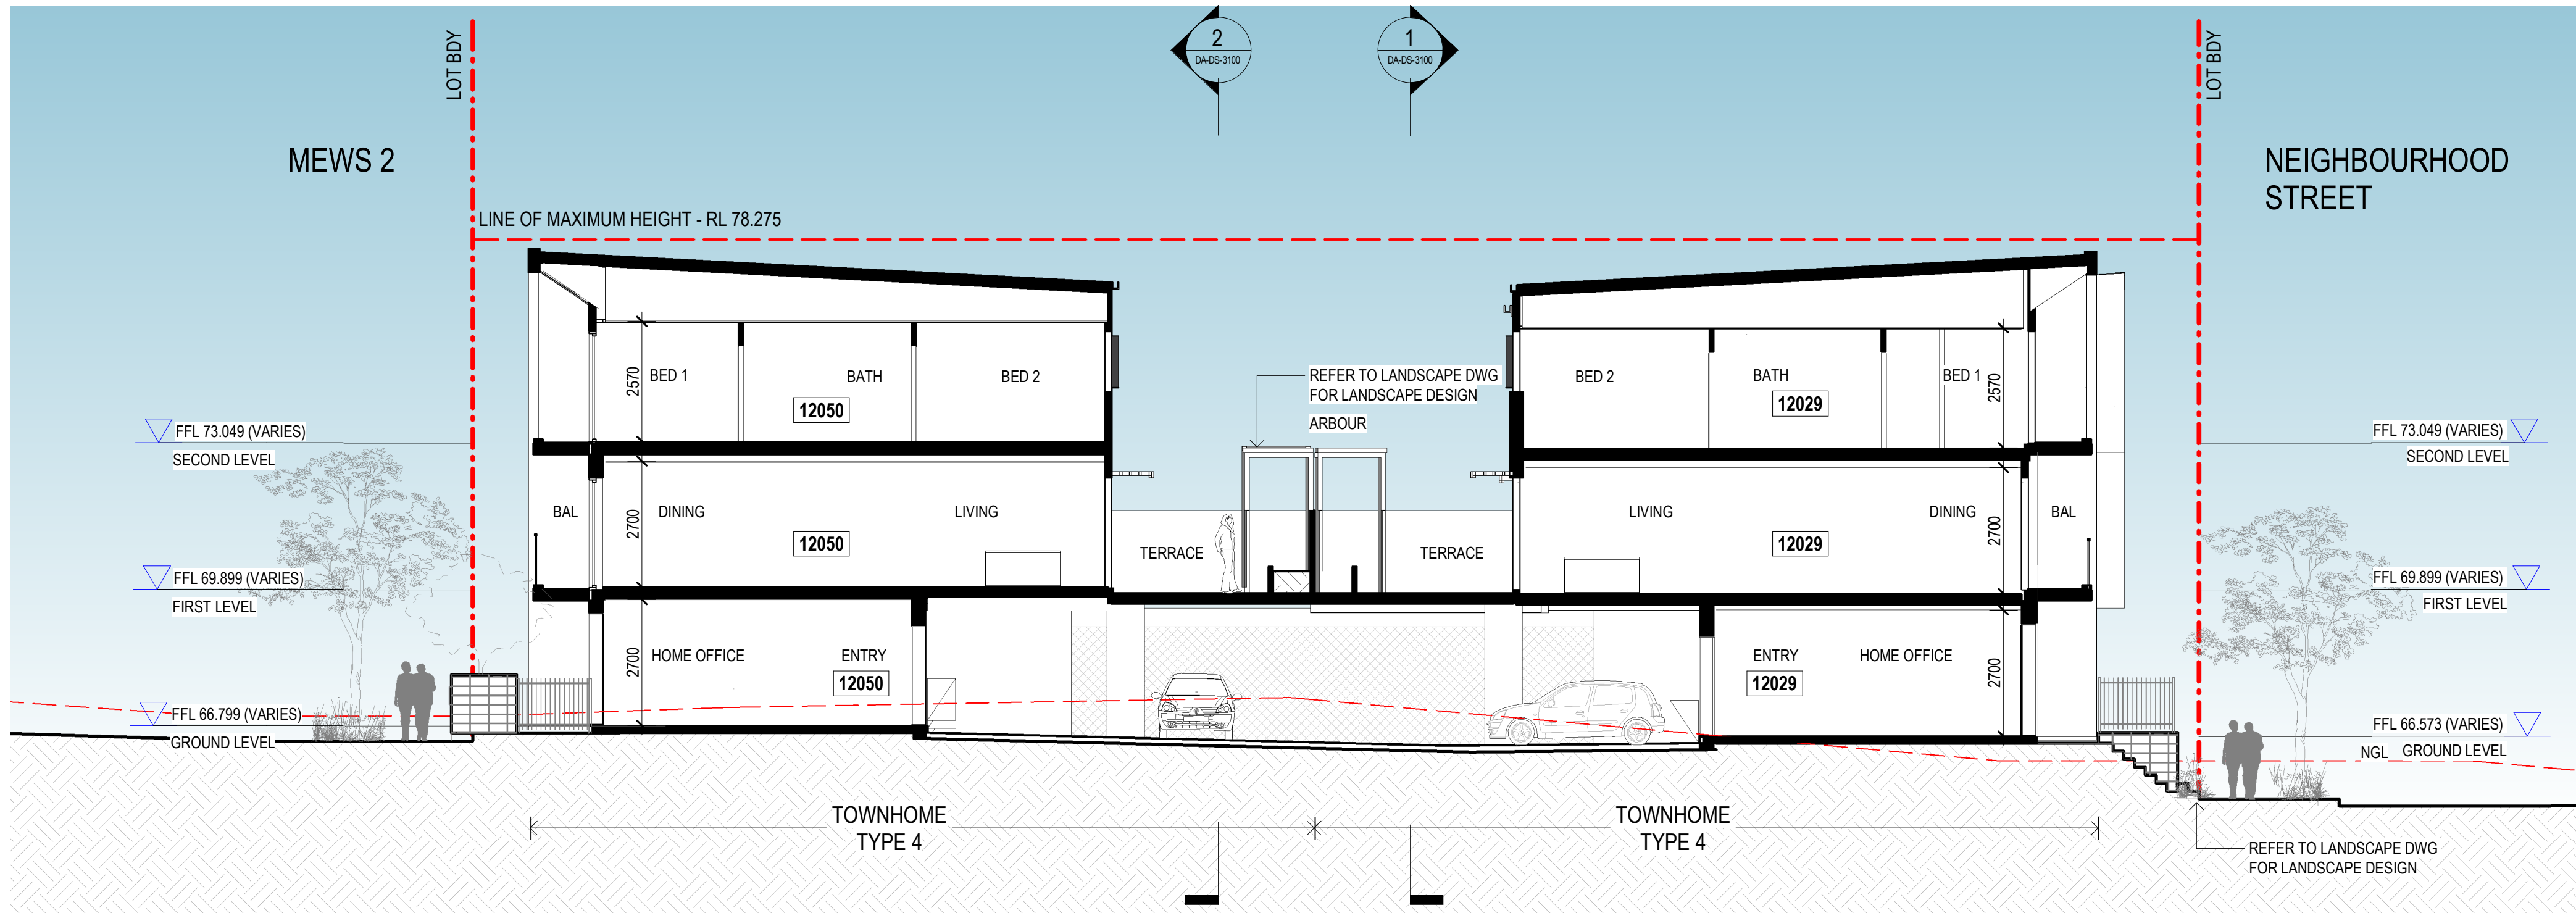 LOT BDY
2
DA-DS-3100
1
DA-DS-3100
LOT BDY
MEWS 2
NEIGHBOURHOOD
STREET
LINE OF MAXIMUM HEIGHT - RL 78.275
2570
BED 1
BATH
BED 2
12050
REFER TO LANDSCAPE DWG
FOR LANDSCAPE DESIGN
ARBOUR
BED 2
BATH
BED 1
2570
12029
FFL 73.049 (VARIES)
SECOND LEVEL
FFL 73.049 (VARIES)
SECOND LEVEL
BAL
2700
DINING
LIVING
12050
TERRACE
TERRACE
LIVING
DINING
2700
BAL
12029
FFL 69.899 (VARIES)
FIRST LEVEL
FFL 69.899 (VARIES)
FIRST LEVEL
2700
HOME OFFICE
ENTRY
12050
ENTRY
HOME OFFICE
2700
12029
FFL 66.799 (VARIES)
GROUND LEVEL
FFL 66.573 (VARIES)
NGL
GROUND LEVEL
TOWNHOME
TYPE 4
TOWNHOME
TYPE 4
REFER TO LANDSCAPE DWG
FOR LANDSCAPE DESIGN